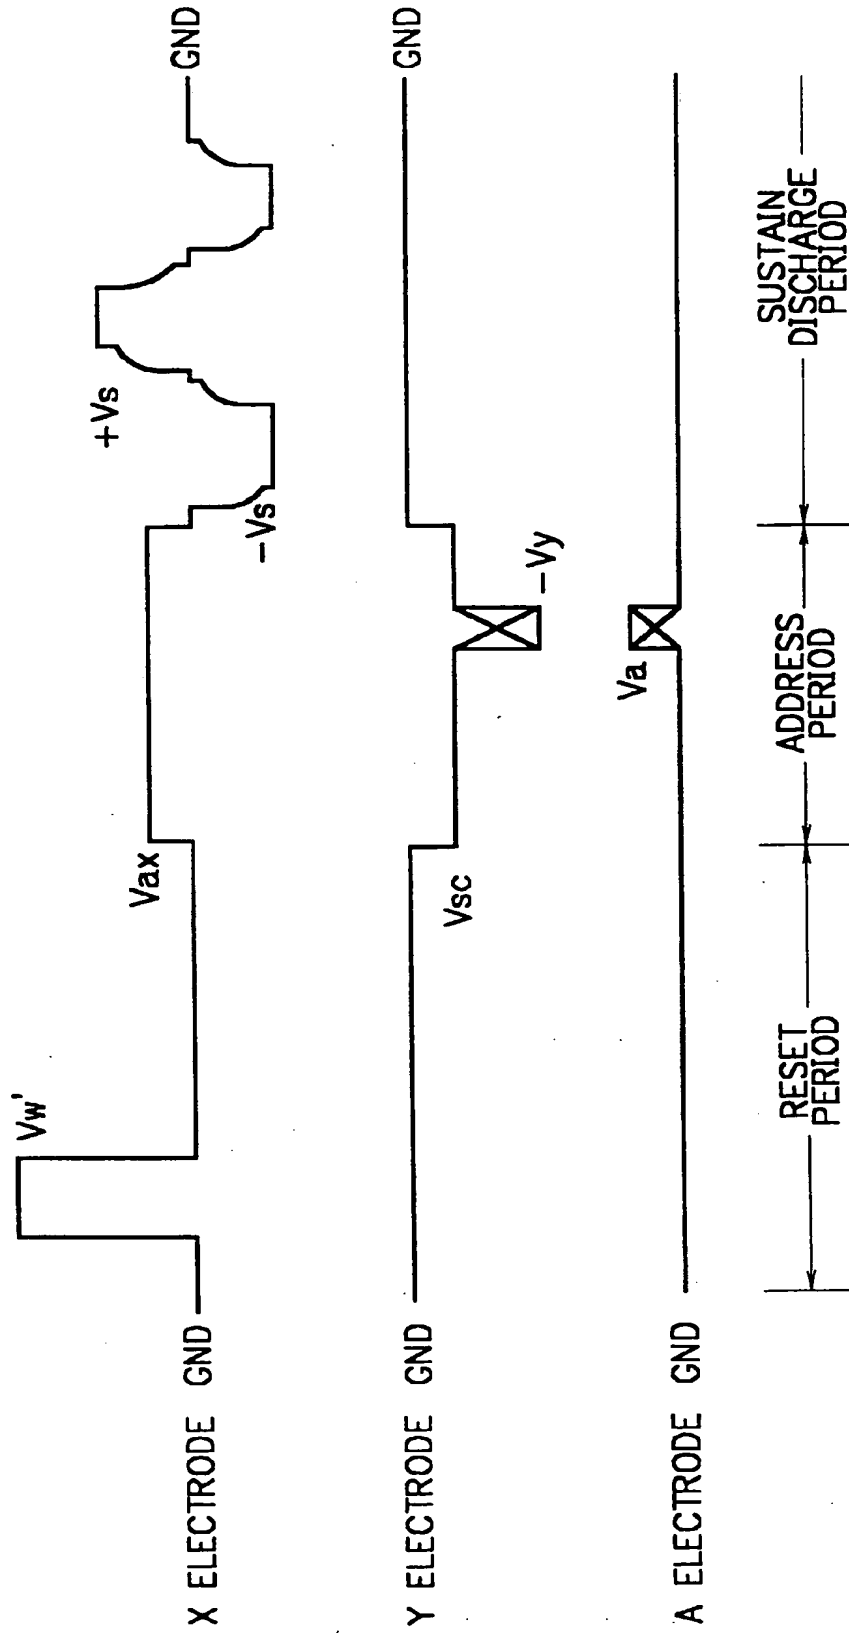 Vw'
Vax
+Vs
−Vs
X ELECTRODE GND
GND
Vsc
−Vy
Y ELECTRODE GND
GND
Va
A ELECTRODE GND
RESET
PERIOD
ADDRESS
PERIOD
SUSTAIN
DISCHARGE
PERIOD